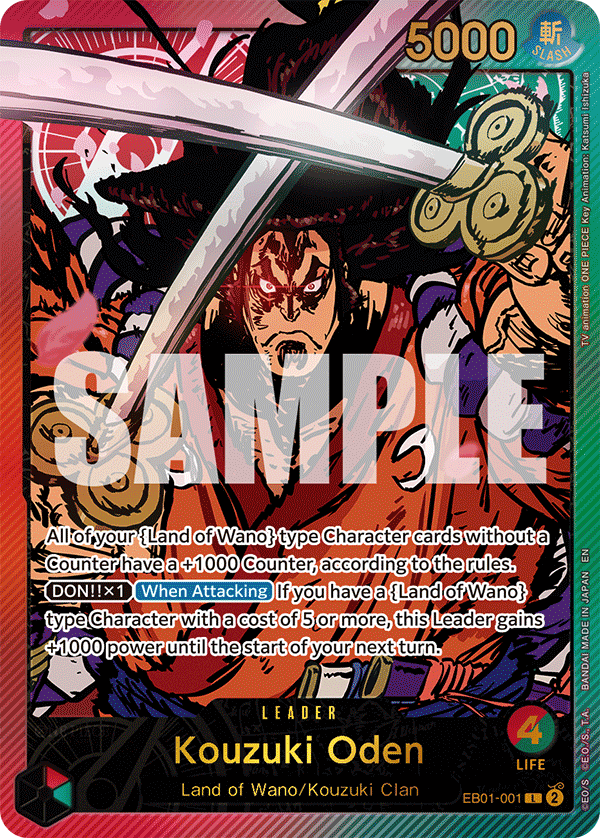 5000
斬
SLASH
TV animation ONE PIECE Key Animation: Katsumi Ishizuka
SAMPLE
All of your {Land of Wano} type Character cards without a
Counter have a +1000 Counter, according to the rules.
DON!!×1 When Attacking If you have a {Land of Wano}
type Character with a cost of 5 or more, this Leader gains
+1000 power until the start of your next turn.
BANDAI MADE IN JAPAN EN
©E.O./S.,T.A.
©E.O/S
LEADER
Kouzuki Oden
Land of Wano/Kouzuki Clan
4
LIFE
EB01-001 L 2